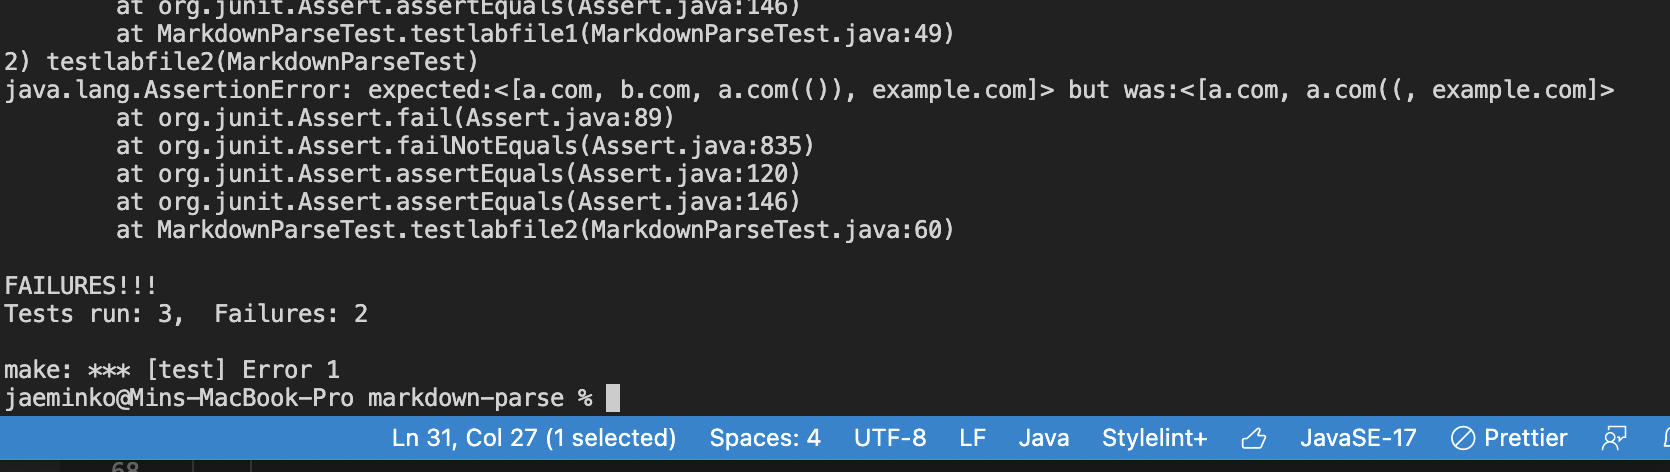 at org.junit.Assert.assertEquals(Assert.java:146)
at MarkdownParseTest.testlabfile1(MarkdownParseTest.java:49)
2) testlabfile2(MarkdownParseTest)
java.lang.AssertionError: expected:<[a.com, b.com, a.com(()), example.com]> but was:<[a.com, a.com((, example.com]>
at org.junit.Assert.fail(Assert.java:89)
at org.junit.Assert.failNotEquals(Assert.java:835)
at org.junit.Assert.assertEquals(Assert.java:120)
at org.junit.Assert.assertEquals(Assert.java:146)
at MarkdownParseTest.testlabfile2(MarkdownParseTest.java:60)
FAILURES!!!
Tests run: 3,  Failures: 2
make: *** [test] Error 1
jaeminko@Mins-MacBook-Pro markdown-parse %
Ln 31, Col 27 (1 selected) Spaces: 4 UTF-8 LF Java Stylelint+ JavaSE-17 Prettier
68